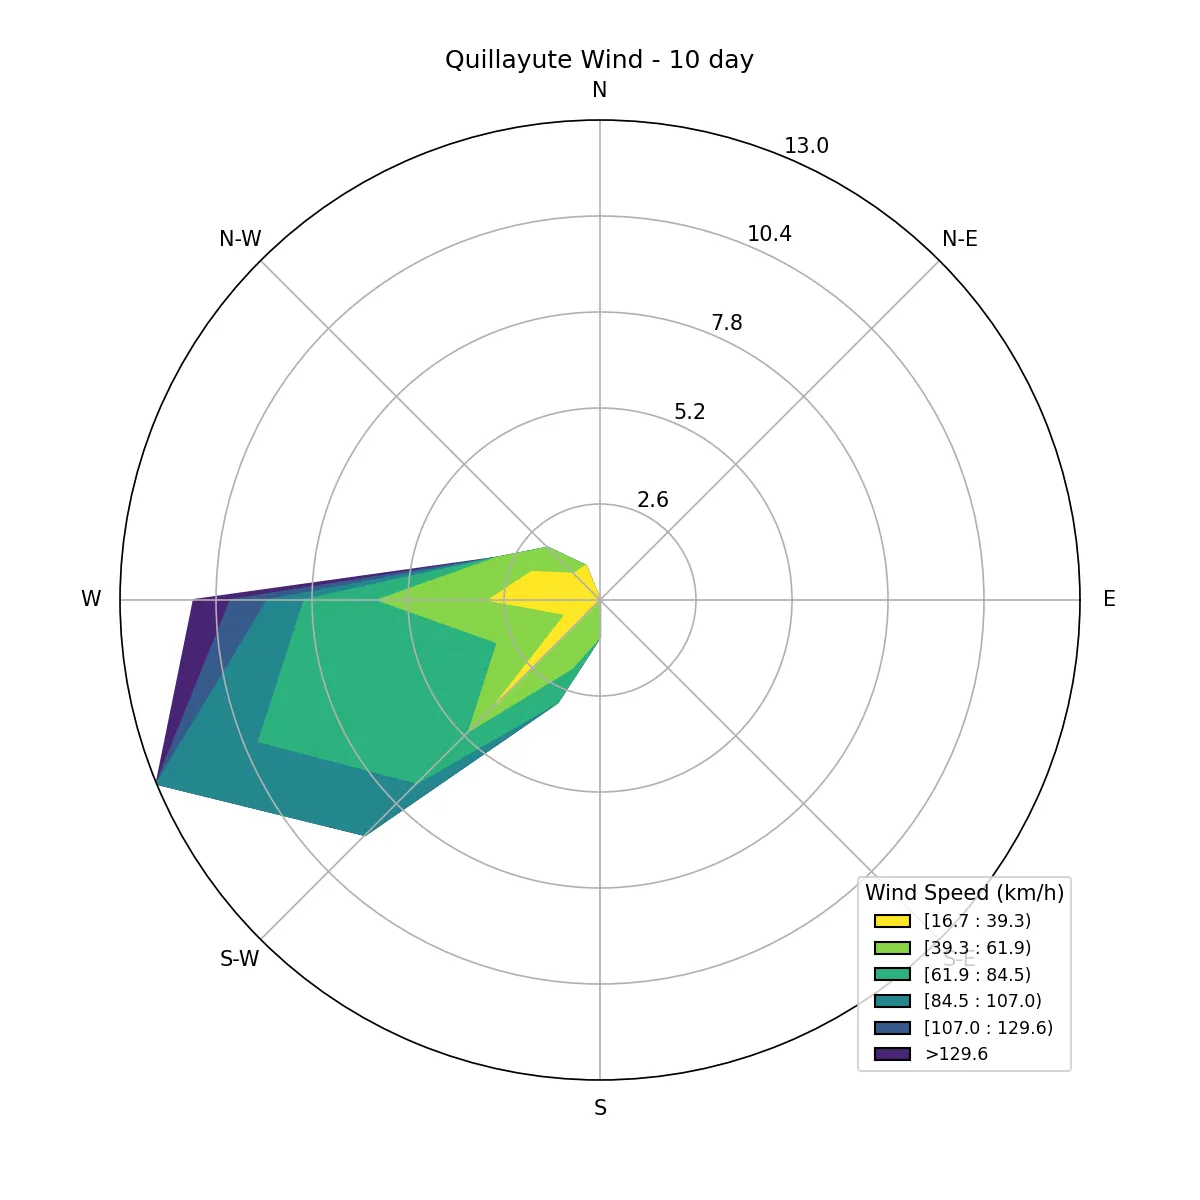 Quillayute Wind - 10 day
N
13.0
N-W
10.4
N-E
7.8
5.2
2.6
W
E
S-W
S-E
S
Wind Speed (km/h)
[16.7 : 39.3)
[39.3 : 61.9)
[61.9 : 84.5)
[84.5 : 107.0)
[107.0 : 129.6)
>129.6